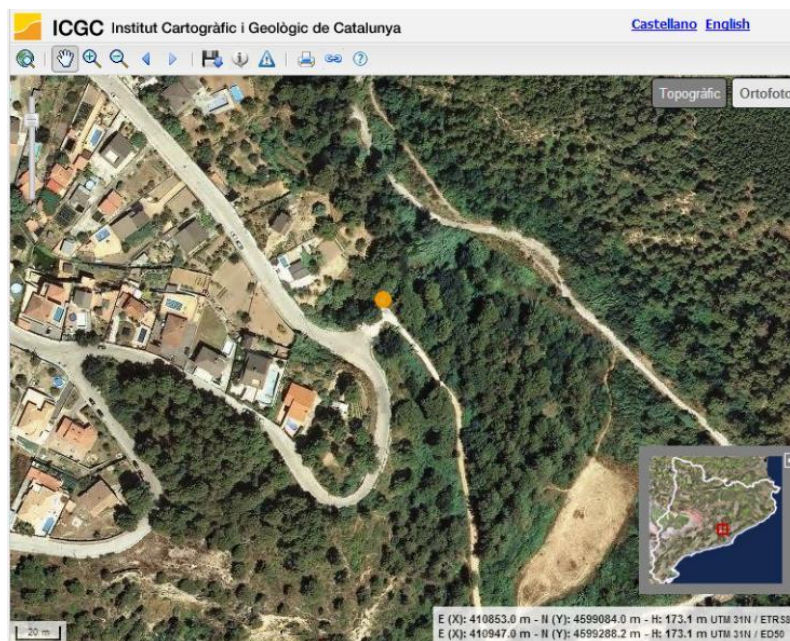 ICGC Institut Cartogràfic i Geològic de Catalunya
Castellano English
Topogràfic Ortofoto
20 m
E (X): 410853.0 m - N (Y): 4599084.0 m - H: 173.1 m UTM 31N / ETRS8
E (X): 410947.0 m - N (Y): 4599288.2 m - H: 173.1 m UTM 31N / ED50